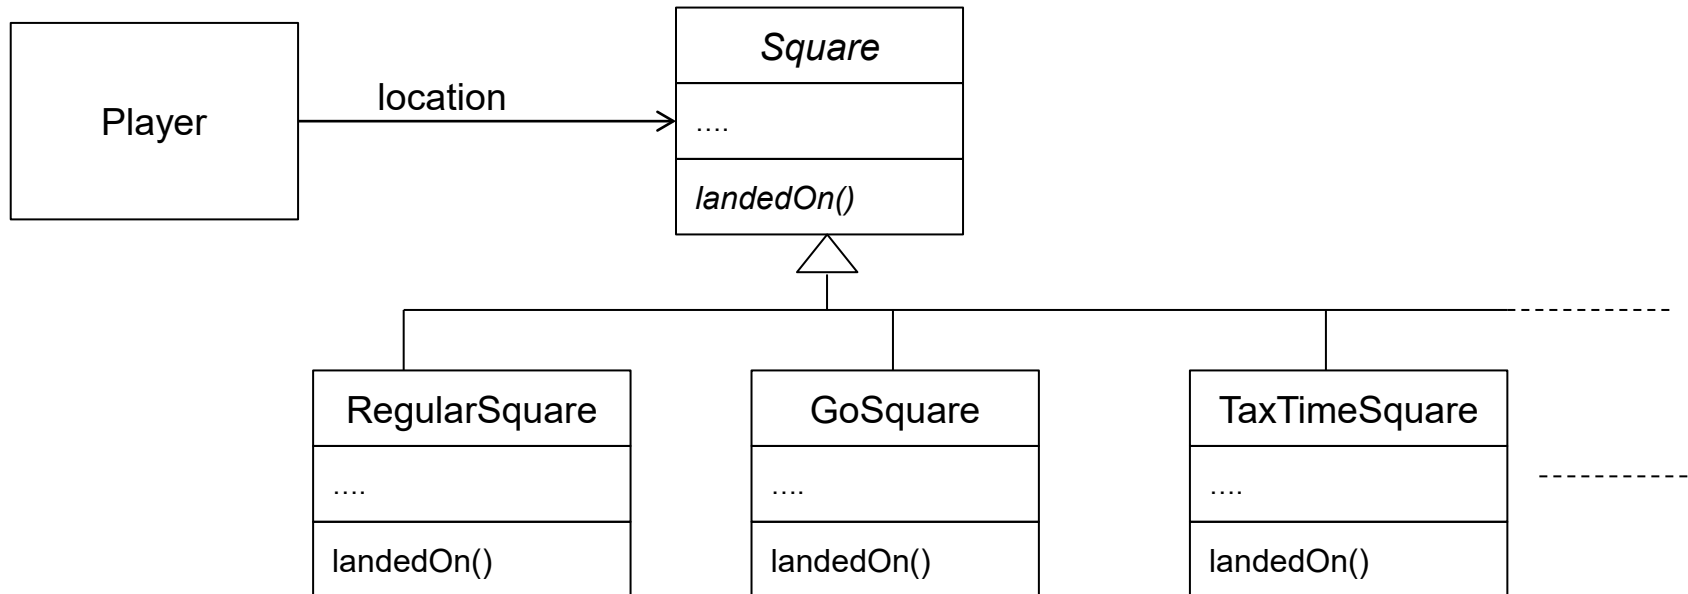 Square
Player
location
....
landedOn()
RegularSquare
GoSquare
TaxTimeSquare
....
....
....
landedOn()
landedOn()
landedOn()